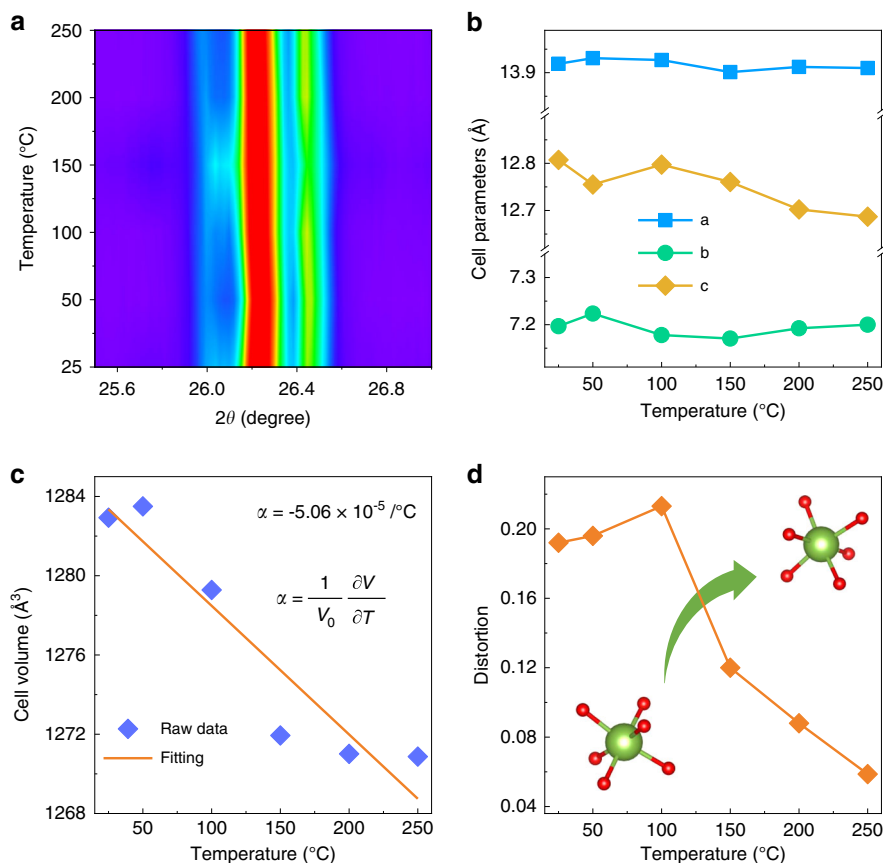 a
250
200
150
100
50
25
Temperature (°C)
25.6 26.0 26.4 26.8
2θ (degree)
b
13.9
12.8
12.7
7.3
7.2
Cell parameters (Å)
a
b
c
50 100 150 200 250
Temperature (°C)
c
1284
1280
1276
1272
1268
Cell volume (Å³)
α = -5.06 × 10⁻⁵ /°C
α = 1/V₀ ∂V/∂T
Raw data
Fitting
50 100 150 200 250
Temperature (°C)
d
0.20
0.16
0.12
0.08
0.04
Distortion
50 100 150 200 250
Temperature (°C)